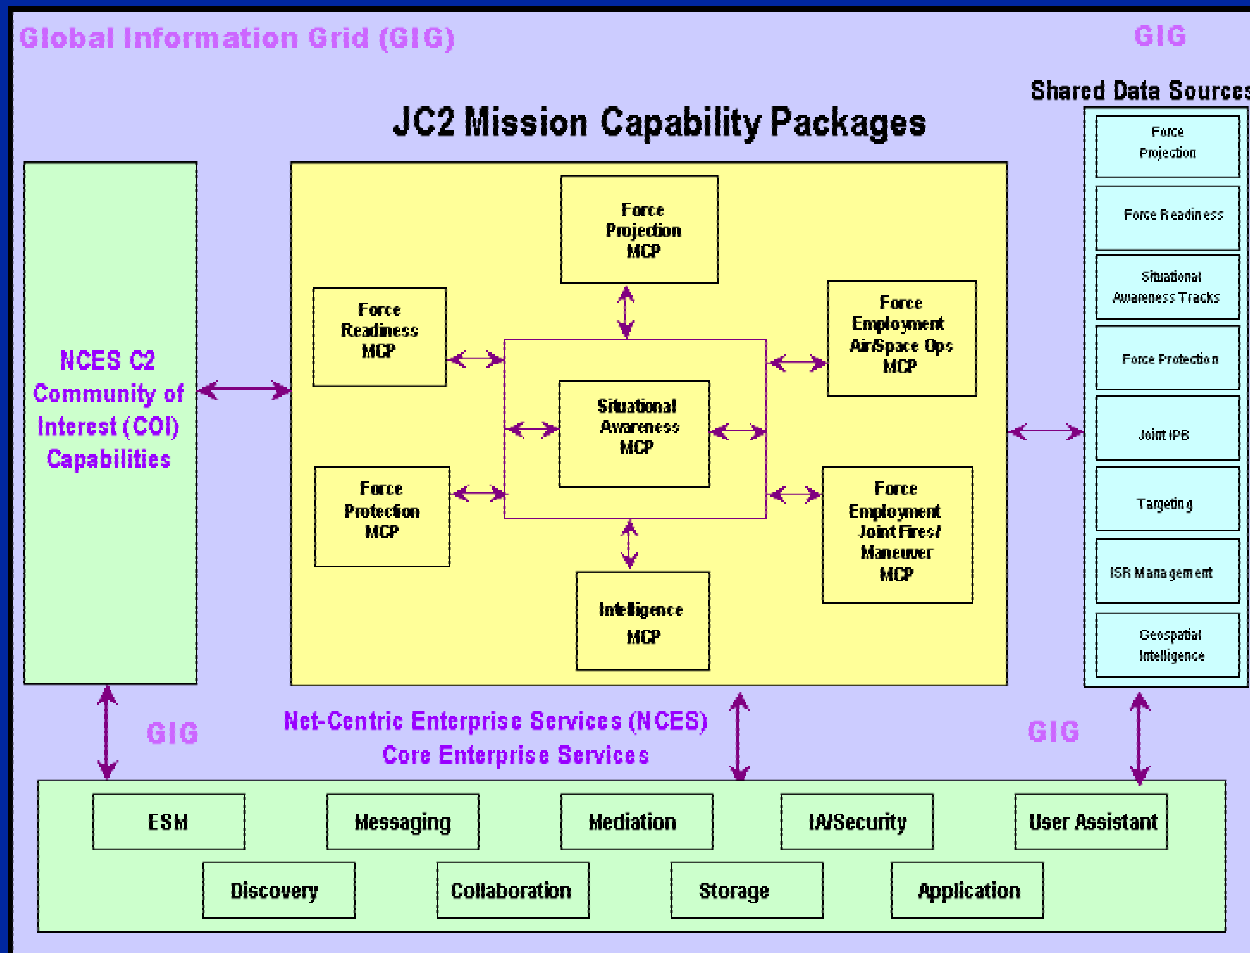 Global Information Grid (GIG)
GIG
Shared Data Sources
JC2 Mission Capability Packages
NCES C2
Community of
Interest (COI)
Capabilities
Force
Projection
MCP
Force
Readiness
MCP
Force
Employment
Air/Space Ops
MCP
Situational
Awareness
MCP
Force
Protection
MCP
Force
Employment
Joint Fires/
Maneuver
MCP
Intelligence
MCP
Force
Projection
Force Readiness
Situational
Awareness Tracks
Force Protection
Joint IPB
Targeting
ISR Management
Geospatial
Intelligence
GIG
Net-Centric Enterprise Services (NCES)
Core Enterprise Services
GIG
ESM
Messaging
Mediation
IA/Security
User Assistant
Discovery
Collaboration
Storage
Application